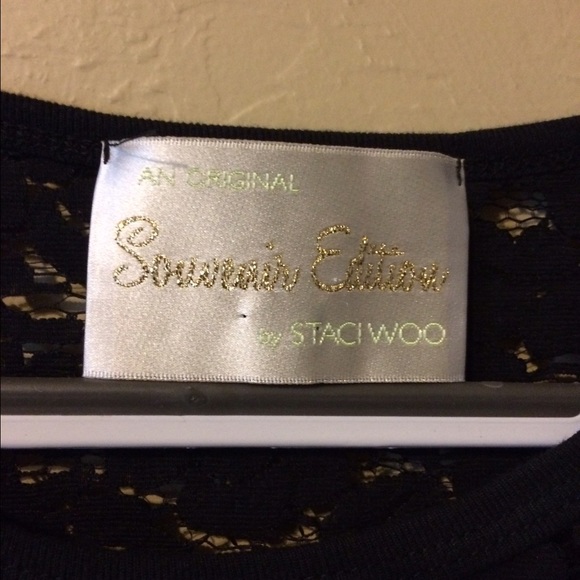 AN ORIGINAL
Souvenir Edition
by STACI WOO